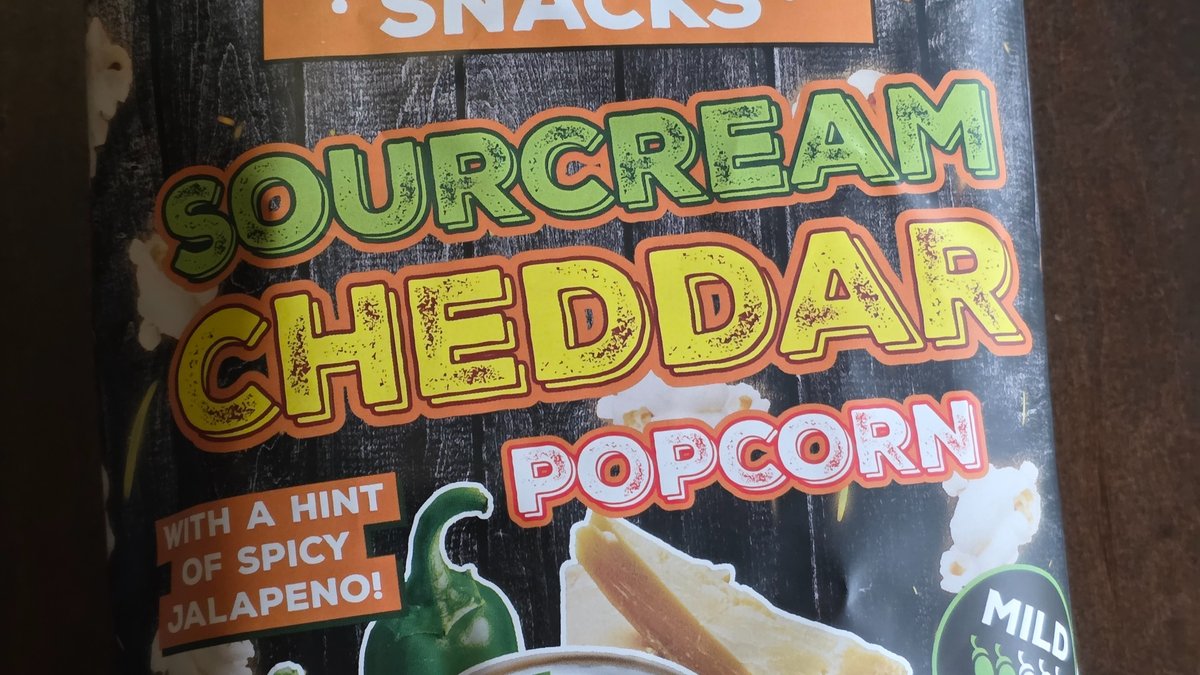 SNACKS
SOURCREAM
CHEDDAR
POPCORN
WITH A HINT
OF SPICY
JALAPENO!
MILD